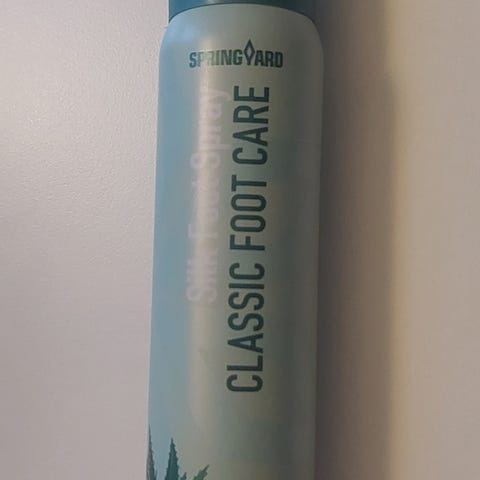 SPRINGYARD
Silk Foot Spray
CLASSIC FOOT CARE